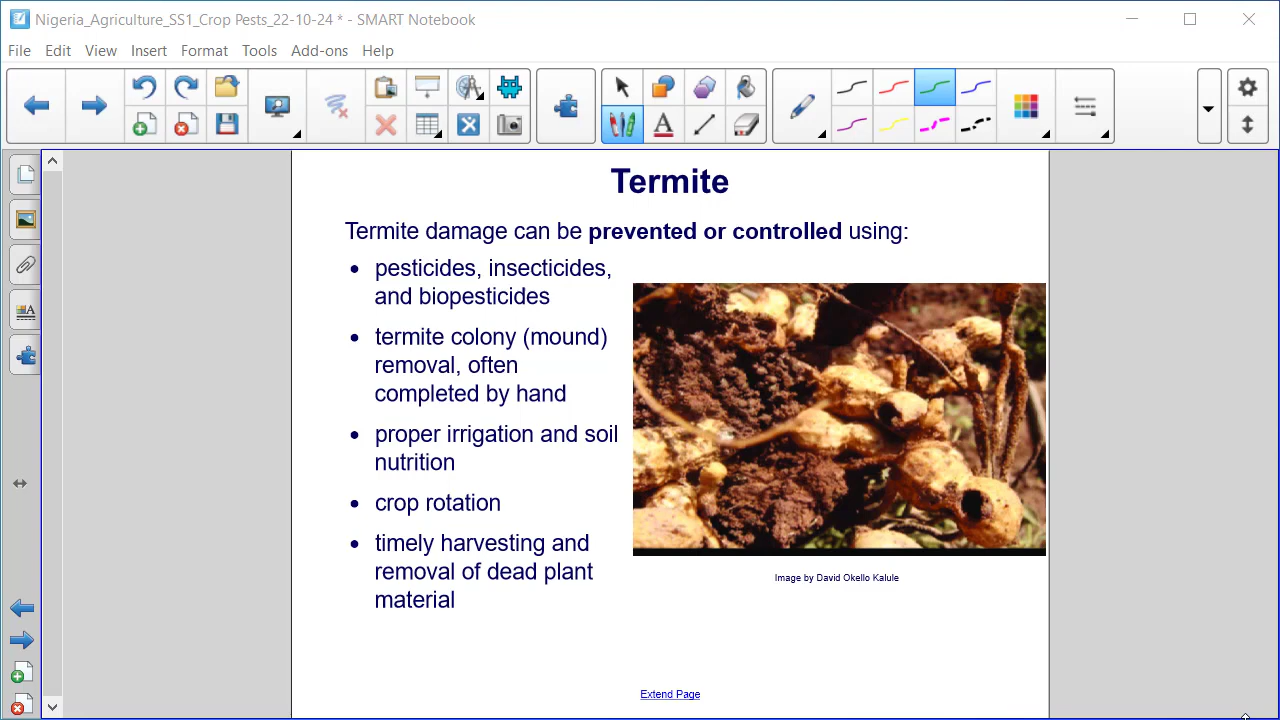 Nigeria_Agriculture_SS1_Crop Pests_22-10-24 * - SMART Notebook
File Edit View Insert Format Tools Add-ons Help
Termite
Termite damage can be prevented or controlled using:
• pesticides, insecticides,
and biopesticides
• termite colony (mound)
removal, often
completed by hand
• proper irrigation and soil
nutrition
• crop rotation
• timely harvesting and
removal of dead plant
material
Image by David Okello Kalule
Extend Page